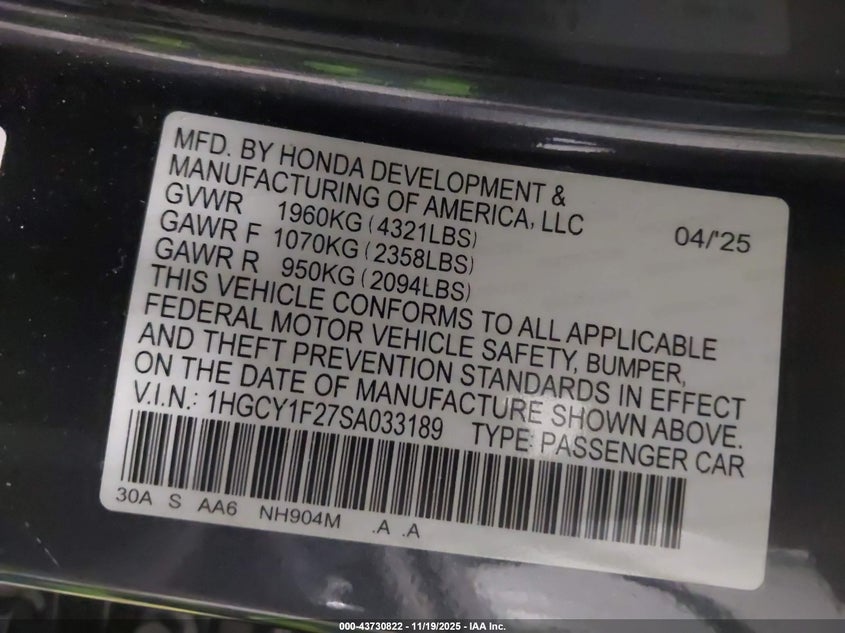 MFD. BY HONDA DEVELOPMENT &
MANUFACTURING OF AMERICA, LLC
GVWR 1960KG (4321LBS) 04/'25
GAWR F 1070KG (2358LBS)
GAWR R 950KG (2094LBS)
THIS VEHICLE CONFORMS TO ALL APPLICABLE
FEDERAL MOTOR VEHICLE SAFETY, BUMPER,
AND THEFT PREVENTION STANDARDS IN EFFECT
ON THE DATE OF MANUFACTURE SHOWN ABOVE.
V.I.N.: 1HGCY1F27SA033189 TYPE: PASSENGER CAR
30A S AA6 NH904M .A .A
000-43730822 - 11/19/2025 - IAA Inc.